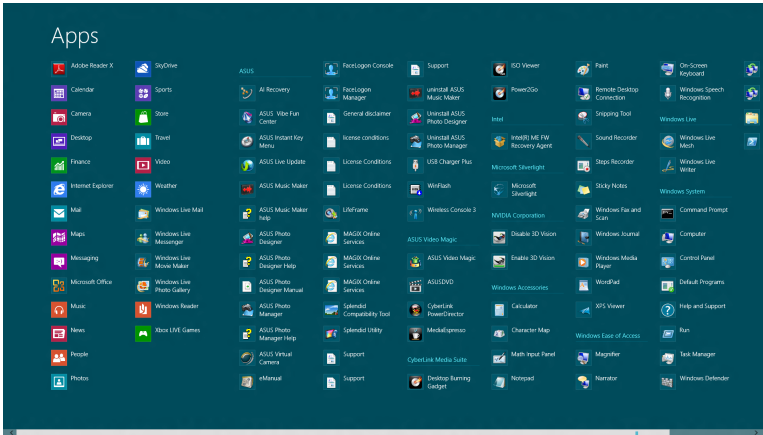 Apps
Adobe Reader X
Calendar
Camera
Desktop
Finance
Internet Explorer
Mail
Maps
Messaging
Microsoft Office
Music
News
People
Photos
SkyDrive
Sports
Store
Travel
Video
Weather
Windows Live Mail
Windows Live
Messenger
Windows Live
Movie Maker
Windows Live
Photo Gallery
Windows Reader
Xbox LIVE Games
ASUS
AI Recovery
ASUS Vibe Fun
Center
ASUS Instant Key
Menu
ASUS Live Update
ASUS Music Maker
ASUS Music Maker
help
ASUS Photo
Designer
ASUS Photo
Designer Help
ASUS Photo
Designer Manual
ASUS Photo
Manager
ASUS Photo
Manager Help
ASUS Virtual
Camera
eManual
FaceLogon Console
FaceLogon
Manager
General disclaimer
license conditions
License Conditions
License Conditions
LifeFrame
MAGIX Online
Services
MAGIX Online
Services
Splendid
Compatibility Tool
Splendid Utility
Support
Support
Support
uninstall ASUS
Music Maker
Uninstall ASUS
Photo Designer
Uninstall ASUS
Photo Manager
USB Charger Plus
WinFlash
Wireless Console 3
ASUS Video Magic
ASUS Video Magic
ASUSDVD
CyberLink
PowerDirector
MediaEspresso
CyberLink Media Suite
Desktop Burning
Gadget
ISO Viewer
Power2Go
Intel
Intel(R) ME FW
Recovery Agent
Microsoft Silverlight
Microsoft
Silverlight
NVIDIA Corporation
Disable 3D Vision
Enable 3D Vision
Windows Accessories
Calculator
Character Map
Math Input Panel
Notepad
Paint
Remote Desktop
Connection
Snipping Tool
Sound Recorder
Steps Recorder
Sticky Notes
Windows Fax and
Scan
Windows Journal
Windows Media
Player
WordPad
XPS Viewer
Windows Ease of Access
Magnifier
Narrator
On-Screen
Keyboard
Windows Speech
Recognition
Windows Live
Windows Live
Mesh
Windows Live
Writer
Windows System
Command Prompt
Computer
Control Panel
Default Programs
Help and Support
Run
Task Manager
Windows Defender